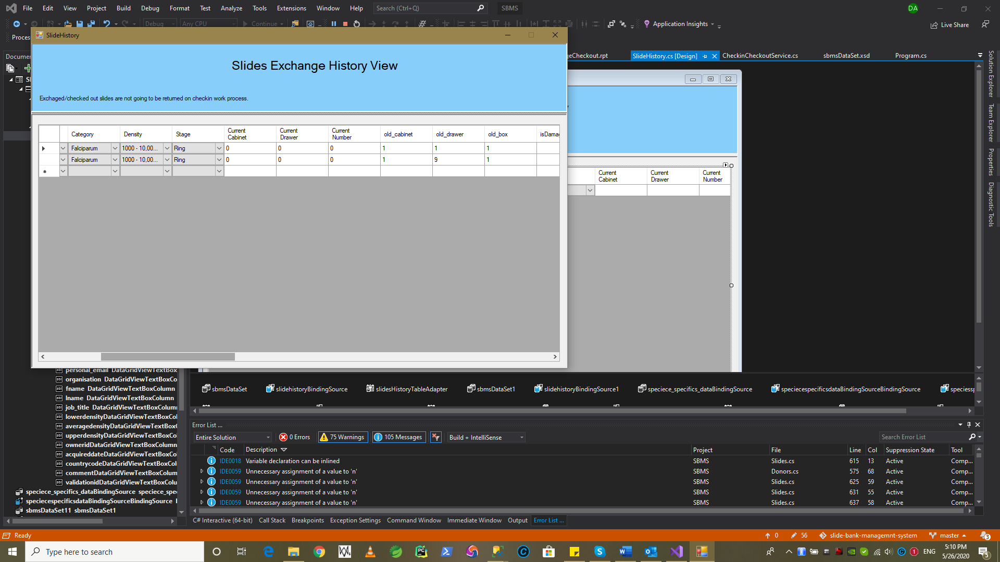 File Edit View Project Build Debug Format Test Analyze Tools Extensions Window Help Search (Ctrl+Q) SBMS DA
Debug Any CPU Continue Application Insights Live Share
Proces
SlideHistory
Slides Exchange History View
Exchaged/checked out slides are not going to be returned on checkin work process.
Category Density Stage Current Cabinet Current Drawer Current Number old_cabinet old_drawer old_box isDamag
Falciparum 1000 - 10,00... Ring 0 0 0 1 1 1
Falciparum 1000 - 10,00... Ring 0 0 0 1 9 1
Documen
Sl
geCheckout.rpt SlideHistory.cs [Design] CheckinCheckoutService.cs sbmsDataSet.xsd Program.cs
Current Cabinet Current Drawer Current Number
Solution Explorer
Team Explorer
Properties
Diagnostic Tools
personal_email DataGridViewTextBox
organisation DataGridViewTextBoxCo
fname DataGridViewTextBoxColumn
lname DataGridViewTextBoxColumn
job_title DataGridViewTextBoxColum
lowerdensityDataGridViewTextBoxCol
averagedensityDataGridViewTextBoxC
upperdensityDataGridViewTextBoxCo
owneridDataGridViewTextBoxColumn
acquireddateDataGridViewTextBoxCo
countrycodeDataGridViewTextBoxCol
commentDataGridViewTextBoxColum
validationidDataGridViewTextBoxColu
speciece_specifics_dataBindingSource speciece_spe
speciecespecificsdataBindingSourceBindingSource
sbmsDataSet11 sbmsDataSet1
sbmsDataSet slidehistoryBindingSource slidesHistoryTableAdapter sbmsDataSet1 slidehistoryBindingSource1 speciece_specifics_dataBindingSource speciecespecificsdataBindingSourceBindingSource speciessp
Error List ...
Entire Solution 0 Errors 75 Warnings 105 Messages Build + IntelliSense Search Error List
Code Description Project File Line Col Suppression State Tool
IDE0018 Variable declaration can be inlined SBMS Slides.cs 615 13 Active Comp...
IDE0059 Unnecessary assignment of a value to 'n' SBMS Donors.cs 575 68 Active Comp...
IDE0059 Unnecessary assignment of a value to 'n' SBMS Slides.cs 625 59 Active Comp...
IDE0059 Unnecessary assignment of a value to 'n' SBMS Slides.cs 631 55 Active Comp...
IDE0059 Unnecessary assignment of a value to 'n' SBMS Slides.cs 637 58 Active Comp...
C# Interactive (64-bit) Call Stack Breakpoints Exception Settings Command Window Immediate Window Output Error List ...
Ready 0 56 slide-bank-managemnt-system master 3
Type here to search ENG 5:10 PM
5/26/2020 5